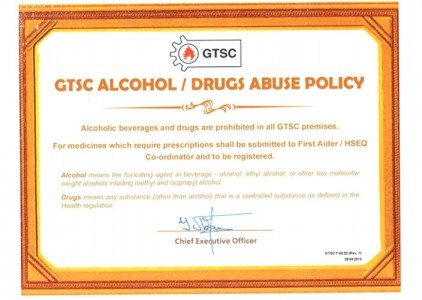 GTSC
GTSC ALCOHOL / DRUGS ABUSE POLICY
Alcoholic beverages and drugs are prohibited in all GTSC premises.
For medicines which require prescriptions shall be submitted to First Aider / HSEQ
Co-ordinator and to be registered.
Alcohol means the toxicating agent in beverage - alcohol, ethyl alcohol, or other low molecular
weight alcohols inluding methyl and isopropyl alcohol
Drugs means any substance (other than alcohol) that is a controlled substance as defined in the
Health regulation
Chief Executive Officer